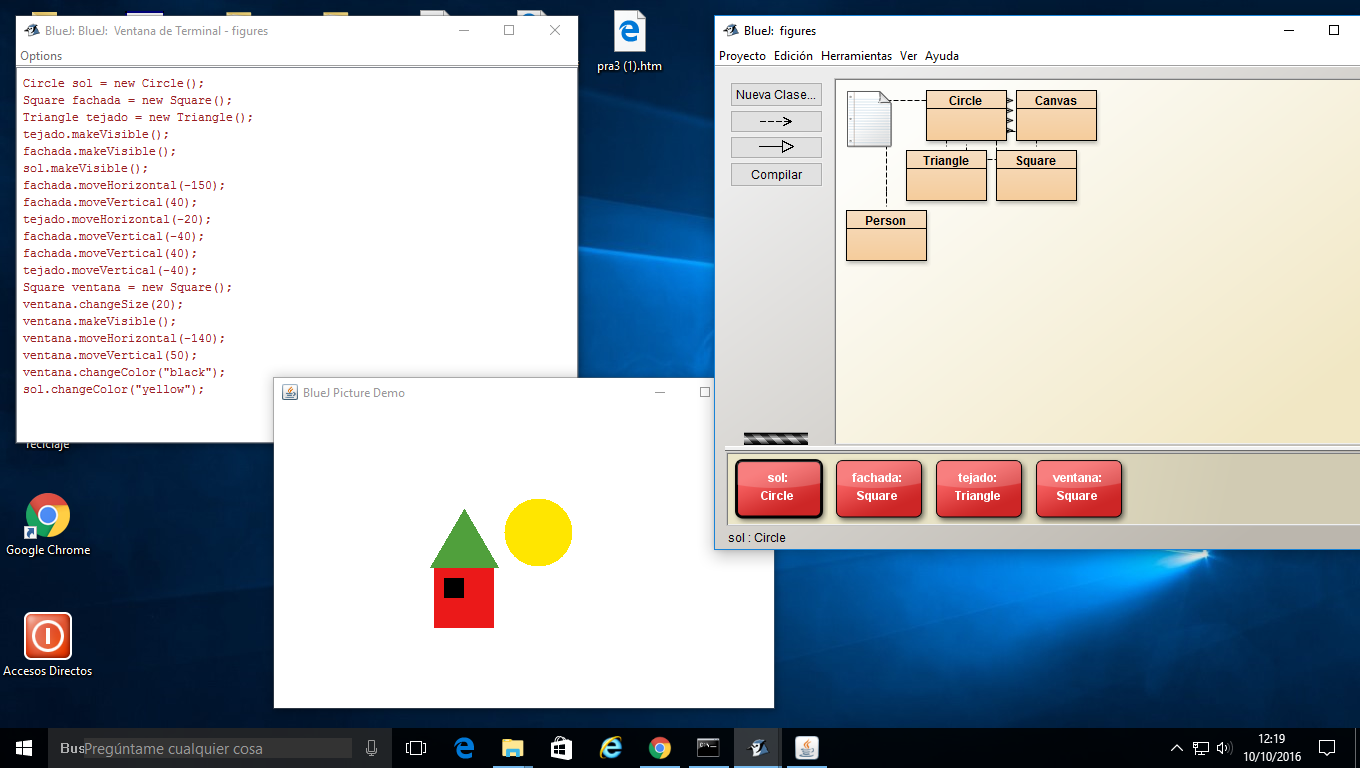 BlueJ: BlueJ: Ventana de Terminal - figures
Options
Circle sol = new Circle();
Square fachada = new Square();
Triangle tejado = new Triangle();
tejado.makeVisible();
fachada.makeVisible();
sol.makeVisible();
fachada.moveHorizontal(-150);
fachada.moveVertical(40);
tejado.moveHorizontal(-20);
fachada.moveVertical(-40);
fachada.moveVertical(40);
tejado.moveVertical(-40);
Square ventana = new Square();
ventana.changeSize(20);
ventana.makeVisible();
ventana.moveHorizontal(-140);
ventana.moveVertical(50);
ventana.changeColor("black");
sol.changeColor("yellow");
pra3 (1).htm
BlueJ: figures
Proyecto Edición Herramientas Ver Ayuda
Nueva Clase...
Compilar
Circle
Canvas
Triangle
Square
Person
sol:
Circle
fachada:
Square
tejado:
Triangle
ventana:
Square
sol : Circle
BlueJ Picture Demo
reciclaje
Google Chrome
Accesos Directos
Bus
Pregúntame cualquier cosa
12:19
10/10/2016